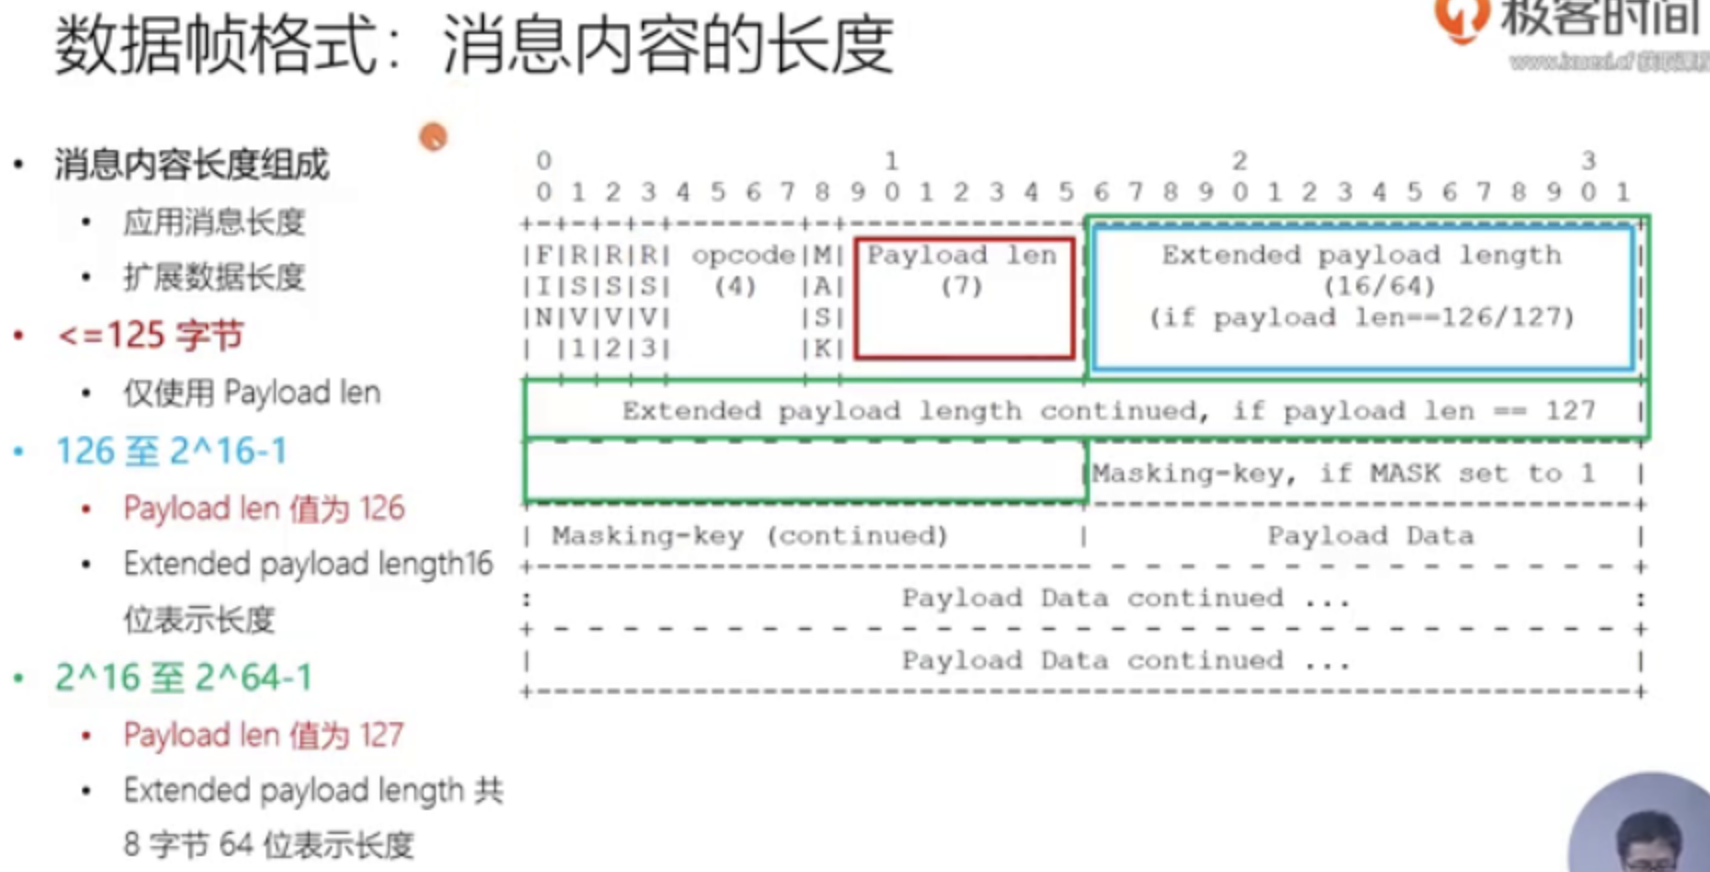 数据帧格式：消息内容的长度
极客时间
• 消息内容长度组成
• 应用消息长度
• 扩展数据长度
• <=125 字节
• 仅使用 Payload len
• 126 至 2^16-1
• Payload len 值为 126
• Extended payload length16
位表示长度
• 2^16 至 2^64-1
• Payload len 值为 127
• Extended payload length 共
8 字节 64 位表示长度
0 1 2 3
0 1 2 3 4 5 6 7 8 9 0 1 2 3 4 5 6 7 8 9 0 1 2 3 4 5 6 7 8 9 0 1
+-+-+-+-+-------+-+-------------+-------------------------------+
|F|R|R|R| opcode|M| Payload len | Extended payload length |
|I|S|S|S| (4) |A| (7) | (16/64) |
|N|V|V|V| |S| | (if payload len==126/127) |
| |1|2|3| |K| | |
Extended payload length continued, if payload len == 127 |
|Masking-key, if MASK set to 1 |
| Masking-key (continued) | Payload Data |
+-------------------------------- - - - - - - - - - - - - - - - +
: Payload Data continued ... :
+ - - - - - - - - - - - - - - - - - - - - - - - - - - - - - - - +
| Payload Data continued ... |
+---------------------------------------------------------------+